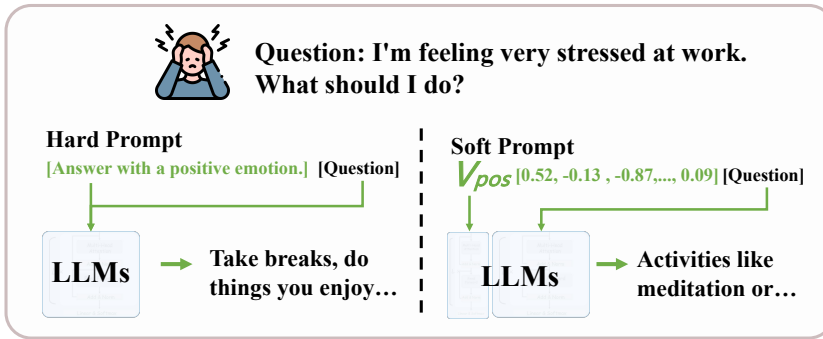 Question: I'm feeling very stressed at work.
What should I do?
Hard Prompt
[Answer with a positive emotion.] [Question]
LLMs
Take breaks, do
things you enjoy…
Soft Prompt
Vpos [0.52, -0.13 , -0.87,..., 0.09] [Question]
LLMs
Activities like
meditation or…